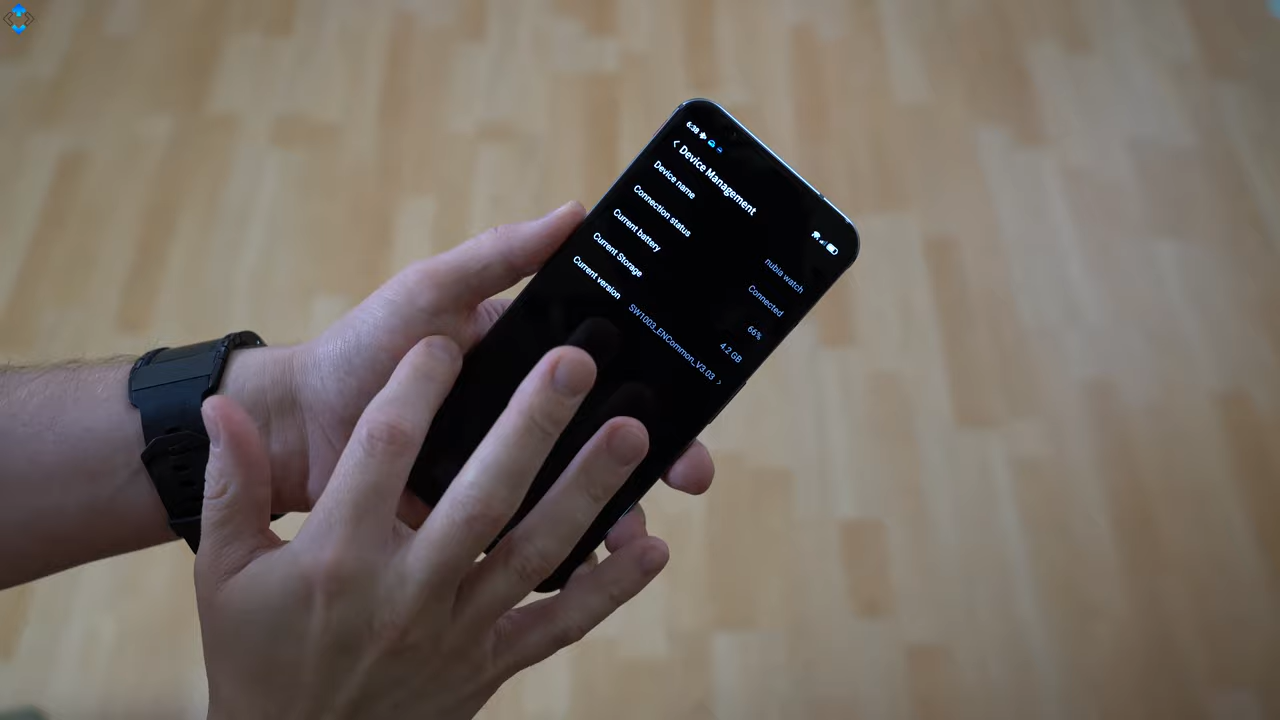 6:38
Device Management
Device name nubia watch
Connection status Connected
Current battery 66%
Current Storage 4.2 GB
Current version SW1003_ENCommon_V3.03 >